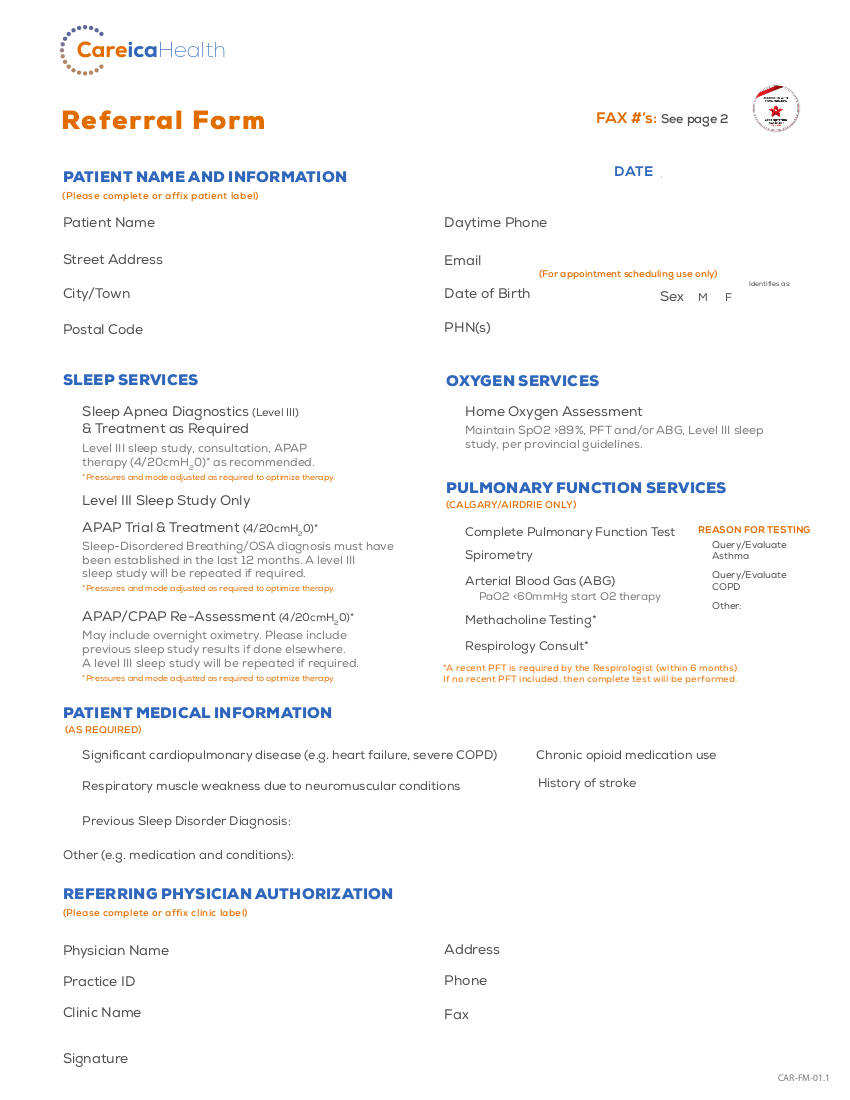 CareicaHealth
Referral Form
FAX #'s: See page 2
PATIENT NAME AND INFORMATION
(Please complete or affix patient label)
DATE
Patient Name
Street Address
City/Town
Postal Code
Daytime Phone
Email
(For appointment scheduling use only)
Date of Birth
Sex M F
Identifies as:
PHN(s)
SLEEP SERVICES
Sleep Apnea Diagnostics (Level III)
& Treatment as Required
Level III sleep study, consultation, APAP
therapy (4/20cmH₂0)* as recommended.
*Pressures and mode adjusted as required to optimize therapy.
Level III Sleep Study Only
APAP Trial & Treatment (4/20cmH₂0)*
Sleep-Disordered Breathing/OSA diagnosis must have
been established in the last 12 months. A level III
sleep study will be repeated if required.
*Pressures and mode adjusted as required to optimize therapy.
APAP/CPAP Re-Assessment (4/20cmH₂0)*
May include overnight oximetry. Please include
previous sleep study results if done elsewhere.
A level III sleep study will be repeated if required.
*Pressures and mode adjusted as required to optimize therapy.
OXYGEN SERVICES
Home Oxygen Assessment
Maintain SpO2 >89%, PFT and/or ABG, Level III sleep
study, per provincial guidelines.
PULMONARY FUNCTION SERVICES
(CALGARY/AIRDRIE ONLY)
Complete Pulmonary Function Test
Spirometry
Arterial Blood Gas (ABG)
PaO2 <60mmHg start O2 therapy
Methacholine Testing*
Respirology Consult*
REASON FOR TESTING
Query/Evaluate
Asthma
Query/Evaluate
COPD
Other:
*A recent PFT is required by the Respirologist (within 6 months).
If no recent PFT included, then complete test will be performed.
PATIENT MEDICAL INFORMATION
(AS REQUIRED)
Significant cardiopulmonary disease (e.g. heart failure, severe COPD)
Chronic opioid medication use
Respiratory muscle weakness due to neuromuscular conditions
History of stroke
Previous Sleep Disorder Diagnosis:
Other (e.g. medication and conditions):
REFERRING PHYSICIAN AUTHORIZATION
(Please complete or affix clinic label)
Physician Name
Practice ID
Clinic Name
Signature
Address
Phone
Fax
CAR-FM-01.1